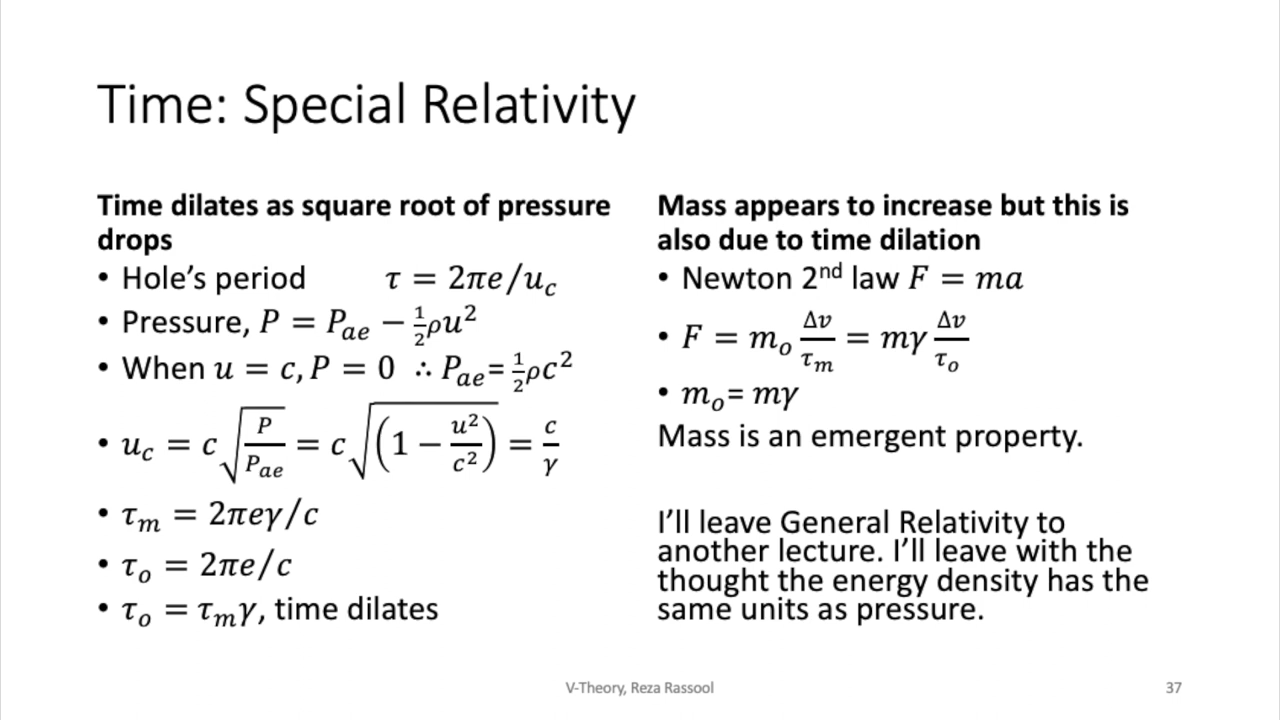 Time: Special Relativity
Time dilates as square root of pressure
drops
• Hole's period τ = 2πe/u_c
• Pressure, P = P_ae − ½ρu²
• When u = c, P = 0 ∴ P_ae= ½ρc²
• u_c = c√(P/P_ae) = c√(1 − u²/c²) = c/γ
• τ_m = 2πeγ/c
• τ_o = 2πe/c
• τ_o = τ_mγ, time dilates
Mass appears to increase but this is
also due to time dilation
• Newton 2nd law F = ma
• F = m_o Δv/τ_m = mγ Δv/τ_o
• m_o= mγ
Mass is an emergent property.
I'll leave General Relativity to
another lecture. I'll leave with the
thought the energy density has the
same units as pressure.
V-Theory, Reza Rassool
37